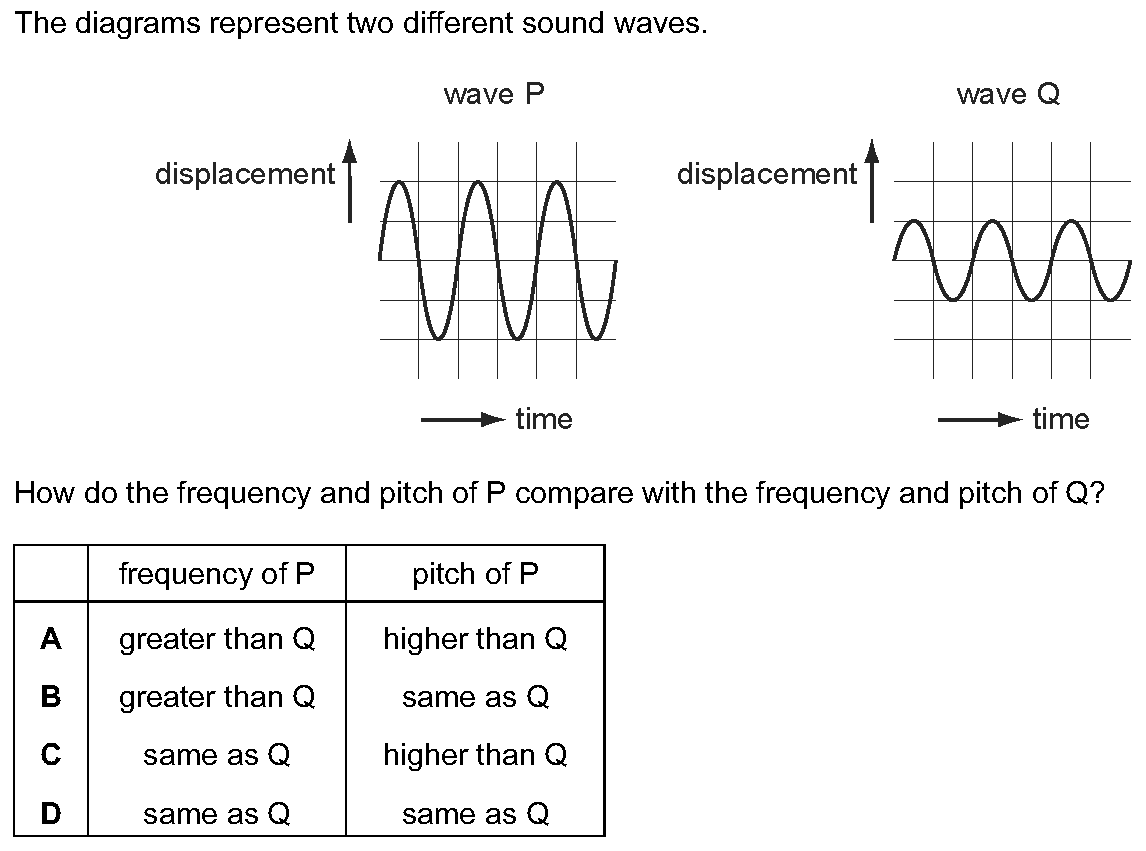 The diagrams represent two different sound waves.
wave P
wave Q
displacement
displacement
time
time
How do the frequency and pitch of P compare with the frequency and pitch of Q?
frequency of P pitch of P
A greater than Q higher than Q
B greater than Q same as Q
C same as Q higher than Q
D same as Q same as Q